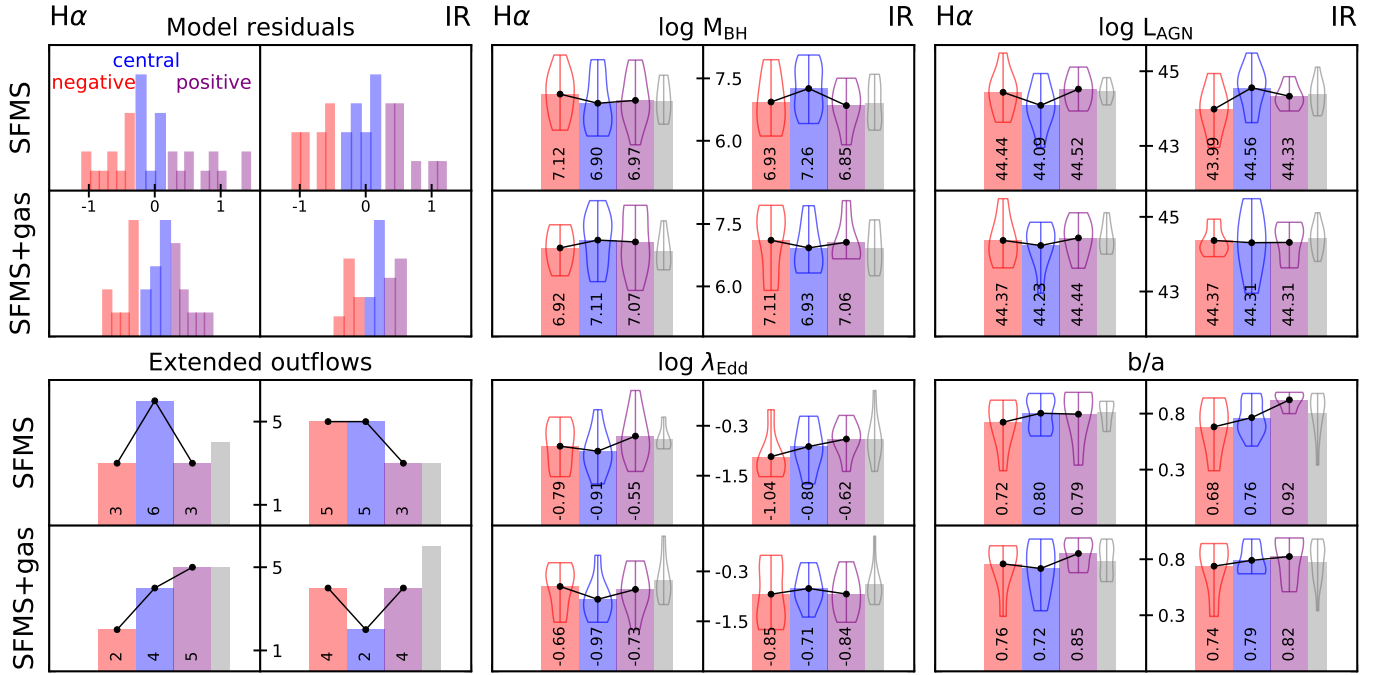 Hα IR Hα IR Hα IR
Model residuals log M_BH log L_AGN
SFMS
negative central positive
-1 0 1 -1 0 1
7.12 6.90 6.97 7.5 6.0 6.93 7.26 6.85
44.44 44.09 44.52 45 43 43.99 44.56 44.33
SFMS+gas
6.92 7.11 7.07 7.5 6.0 7.11 6.93 7.06
44.37 44.23 44.44 45 43 44.37 44.31 44.31
Extended outflows log λ_Edd b/a
SFMS
3 6 3 5 1 5 5 3
-0.79 -0.91 -0.55 -0.3 -1.5 -1.04 -0.80 -0.62
0.72 0.80 0.79 0.8 0.3 0.68 0.76 0.92
SFMS+gas
2 4 5 5 1 4 2 4
-0.66 -0.97 -0.73 -0.3 -1.5 -0.85 -0.71 -0.84
0.76 0.72 0.85 0.8 0.3 0.74 0.79 0.82